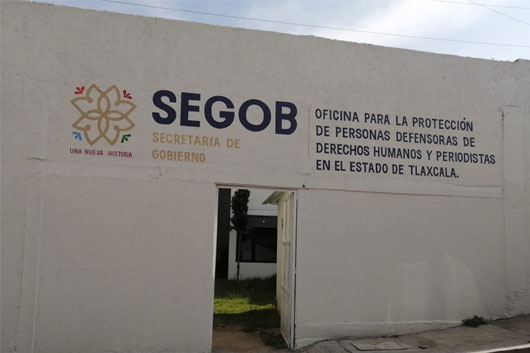 SEGOB
SECRETARIA DE
GOBIERNO
UNA NUEVA HISTORIA
OFICINA PARA LA PROTECCIÓN
DE PERSONAS DEFENSORAS DE
DERECHOS HUMANOS Y PERIODISTAS
EN EL ESTADO DE TLAXCALA.